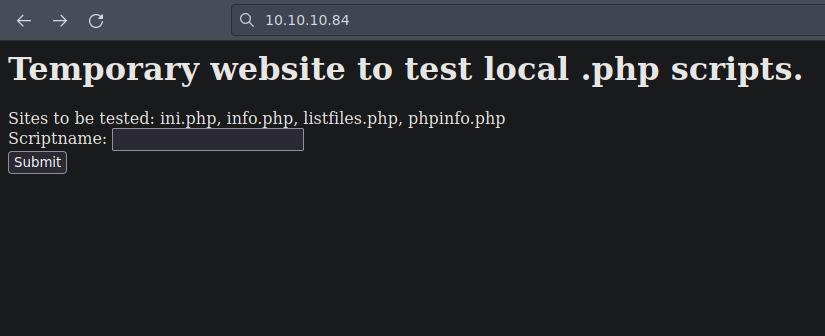 10.10.10.84
Temporary website to test local .php scripts.
Sites to be tested: ini.php, info.php, listfiles.php, phpinfo.php
Scriptname:
Submit